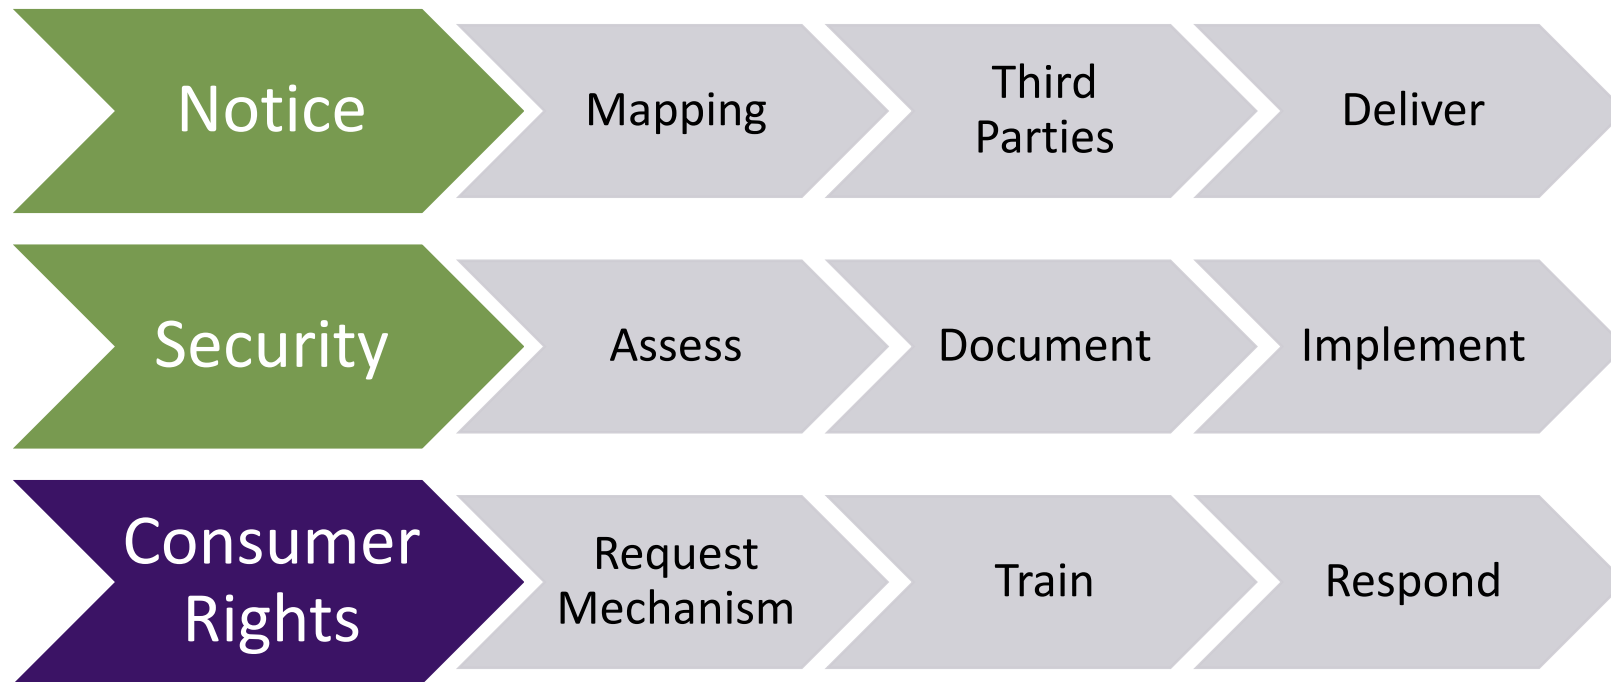 Notice
Mapping
Third
Parties
Deliver
Security
Assess
Document
Implement
Consumer
Rights
Request
Mechanism
Train
Respond